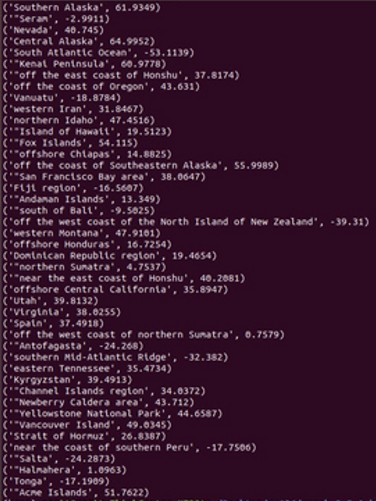 ('Southern Alaska', 61.9349)
('"Seram', -2.9911)
('Nevada', 40.745)
('Central Alaska', 64.9952)
('South Atlantic Ocean', -53.1139)
('"Kenai Peninsula', 60.9778)
('"off the east coast of Honshu', 37.8174)
('off the coast of Oregon', 43.631)
('Vanuatu', -18.8784)
('western Iran', 31.8467)
('northern Idaho', 47.4516)
('"Island of Hawaii', 19.5123)
('"Fox Islands', 54.115)
('"offshore Chiapas', 14.8825)
('off the coast of Southeastern Alaska', 55.9989)
('"San Francisco Bay area', 38.0647)
('Fiji region', -16.5607)
('"Andaman Islands', 13.349)
('"south of Bali', -9.5025)
('off the west coast of the North Island of New Zealand', -39.31)
('western Montana', 47.9101)
('offshore Honduras', 16.7254)
('Dominican Republic region', 19.4654)
('"northern Sumatra', 4.7537)
('"near the east coast of Honshu', 40.2081)
('offshore Central California', 35.8947)
('Utah', 39.8132)
('Virginia', 38.0255)
('Spain', 37.4918)
('off the west coast of northern Sumatra', 0.7579)
('"Antofagasta', -24.268)
('southern Mid-Atlantic Ridge', -32.382)
('eastern Tennessee', 35.4734)
('Kyrgyzstan', 39.4913)
('"Channel Islands region', 34.0372)
('"Newberry Caldera area', 43.712)
('"Yellowstone National Park', 44.6587)
('"Vancouver Island', 49.0345)
('Strait of Hormuz', 26.8387)
('near the coast of southern Peru', -17.7506)
('"Salta', -24.2873)
('"Halmahera', 1.0963)
('Tonga', -17.1909)
('"Acme Islands', 51.7622)